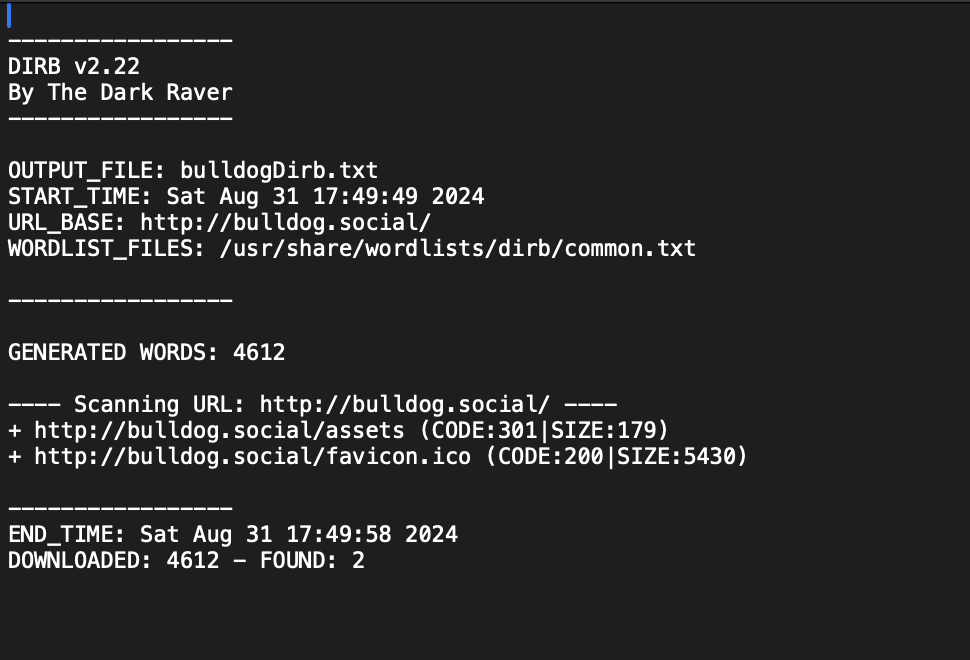 -----------------
DIRB v2.22
By The Dark Raver
-----------------
OUTPUT_FILE: bulldogDirb.txt
START_TIME: Sat Aug 31 17:49:49 2024
URL_BASE: http://bulldog.social/
WORDLIST_FILES: /usr/share/wordlists/dirb/common.txt
-----------------
GENERATED WORDS: 4612
---- Scanning URL: http://bulldog.social/ ----
+ http://bulldog.social/assets (CODE:301|SIZE:179)
+ http://bulldog.social/favicon.ico (CODE:200|SIZE:5430)
-----------------
END_TIME: Sat Aug 31 17:49:58 2024
DOWNLOADED: 4612 - FOUND: 2